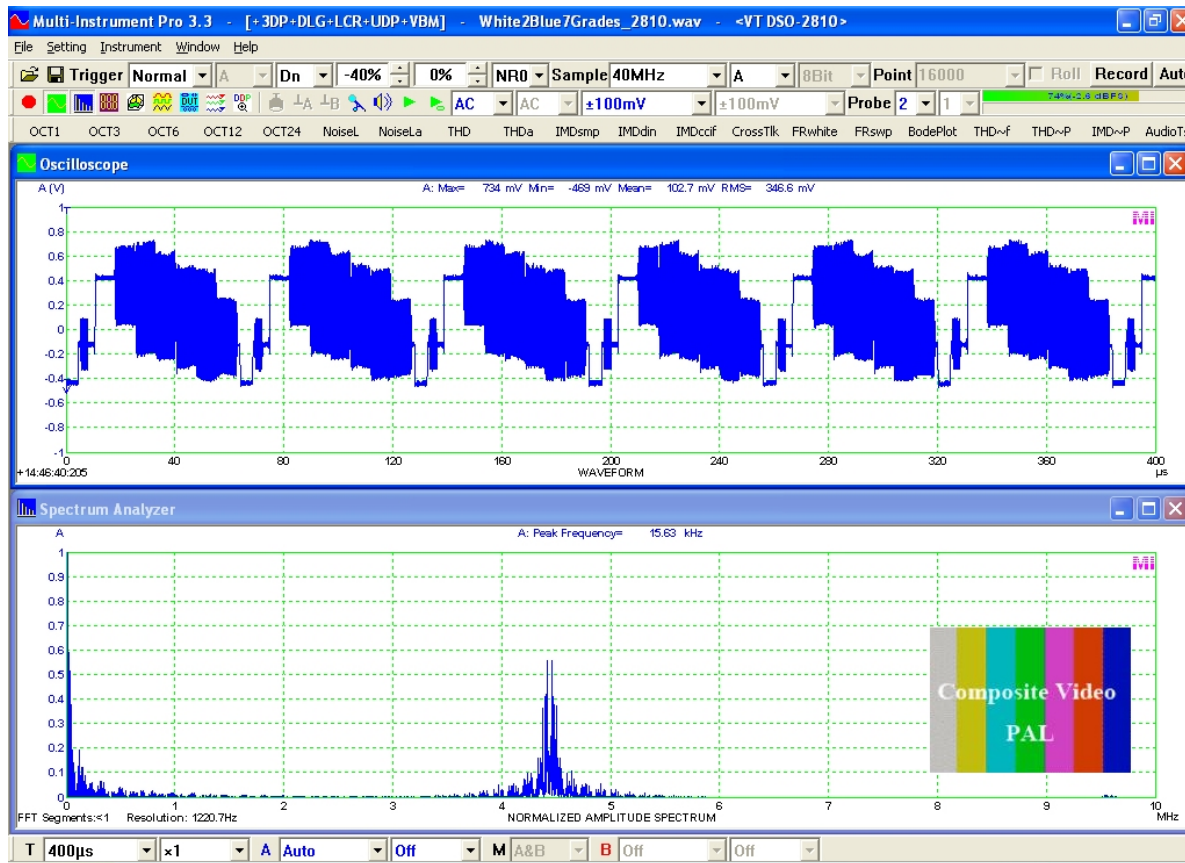 Multi-Instrument Pro 3.3 - [+3DP+DLG+LCR+UDP+VBM] - White2Blue7Grades_2810.wav - <VT DSO-2810>
File Setting Instrument Window Help
Trigger Normal A Dn -40% 0% NR0 Sample 40MHz A 8Bit Point 16000 Roll Record Auto
AC AC ±100mV ±100mV Probe 2 1
OCT1 OCT3 OCT6 OCT12 OCT24 NoiseL NoiseLa THD THDa IMDsmp IMDdin IMDccif CrossTlk FRwhite FRswp BodePlot THD~f THD~P IMD~P AudioTs
Oscilloscope
A (V) A: Max= 734 mV Min= -469 mV Mean= 102.7 mV RMS= 346.6 mV
1
MI
0.8
0.6
0.4
0.2
0
-0.2
-0.4
-0.6
-0.8
-1
0 40 80 120 160 200 240 280 320 360 400
+14:46:40:205 WAVEFORM µs
Spectrum Analyzer
A A: Peak Frequency= 15.63 kHz
1
MI
0.9
0.8
0.7
0.6
0.5
0.4
0.3
0.2
0.1
0
Composite Video
PAL
0 1 2 3 4 5 6 7 8 9 10
FFT Segments:<1 Resolution: 1220.7Hz NORMALIZED AMPLITUDE SPECTRUM MHz
T 400µs ×1 A Auto Off M A&B B Off Off